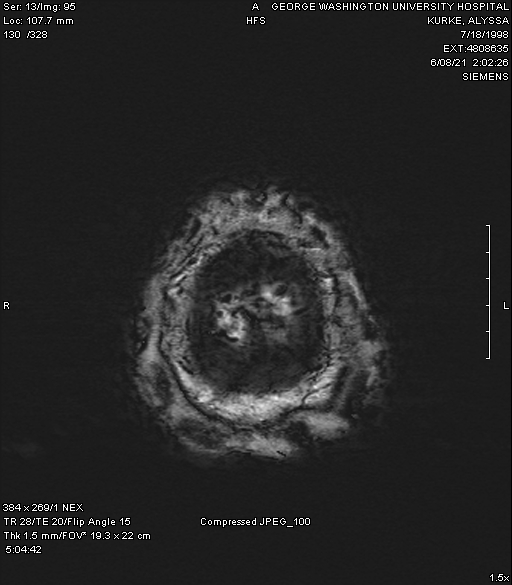 Ser: 13/Img: 95
Loc: 107.7 mm
130 /328
A
HFS
GEORGE WASHINGTON UNIVERSITY HOSPITAL
KURKE, ALYSSA
7/18/1998
EXT:4808635
6/08/21 2:02:26
SIEMENS
R
L
384 x 269/1 NEX
TR 28/TE 20/Flip Angle 15
Thk 1.5 mm/FOV* 19.3 x 22 cm
5:04:42
Compressed JPEG_100
1.5x